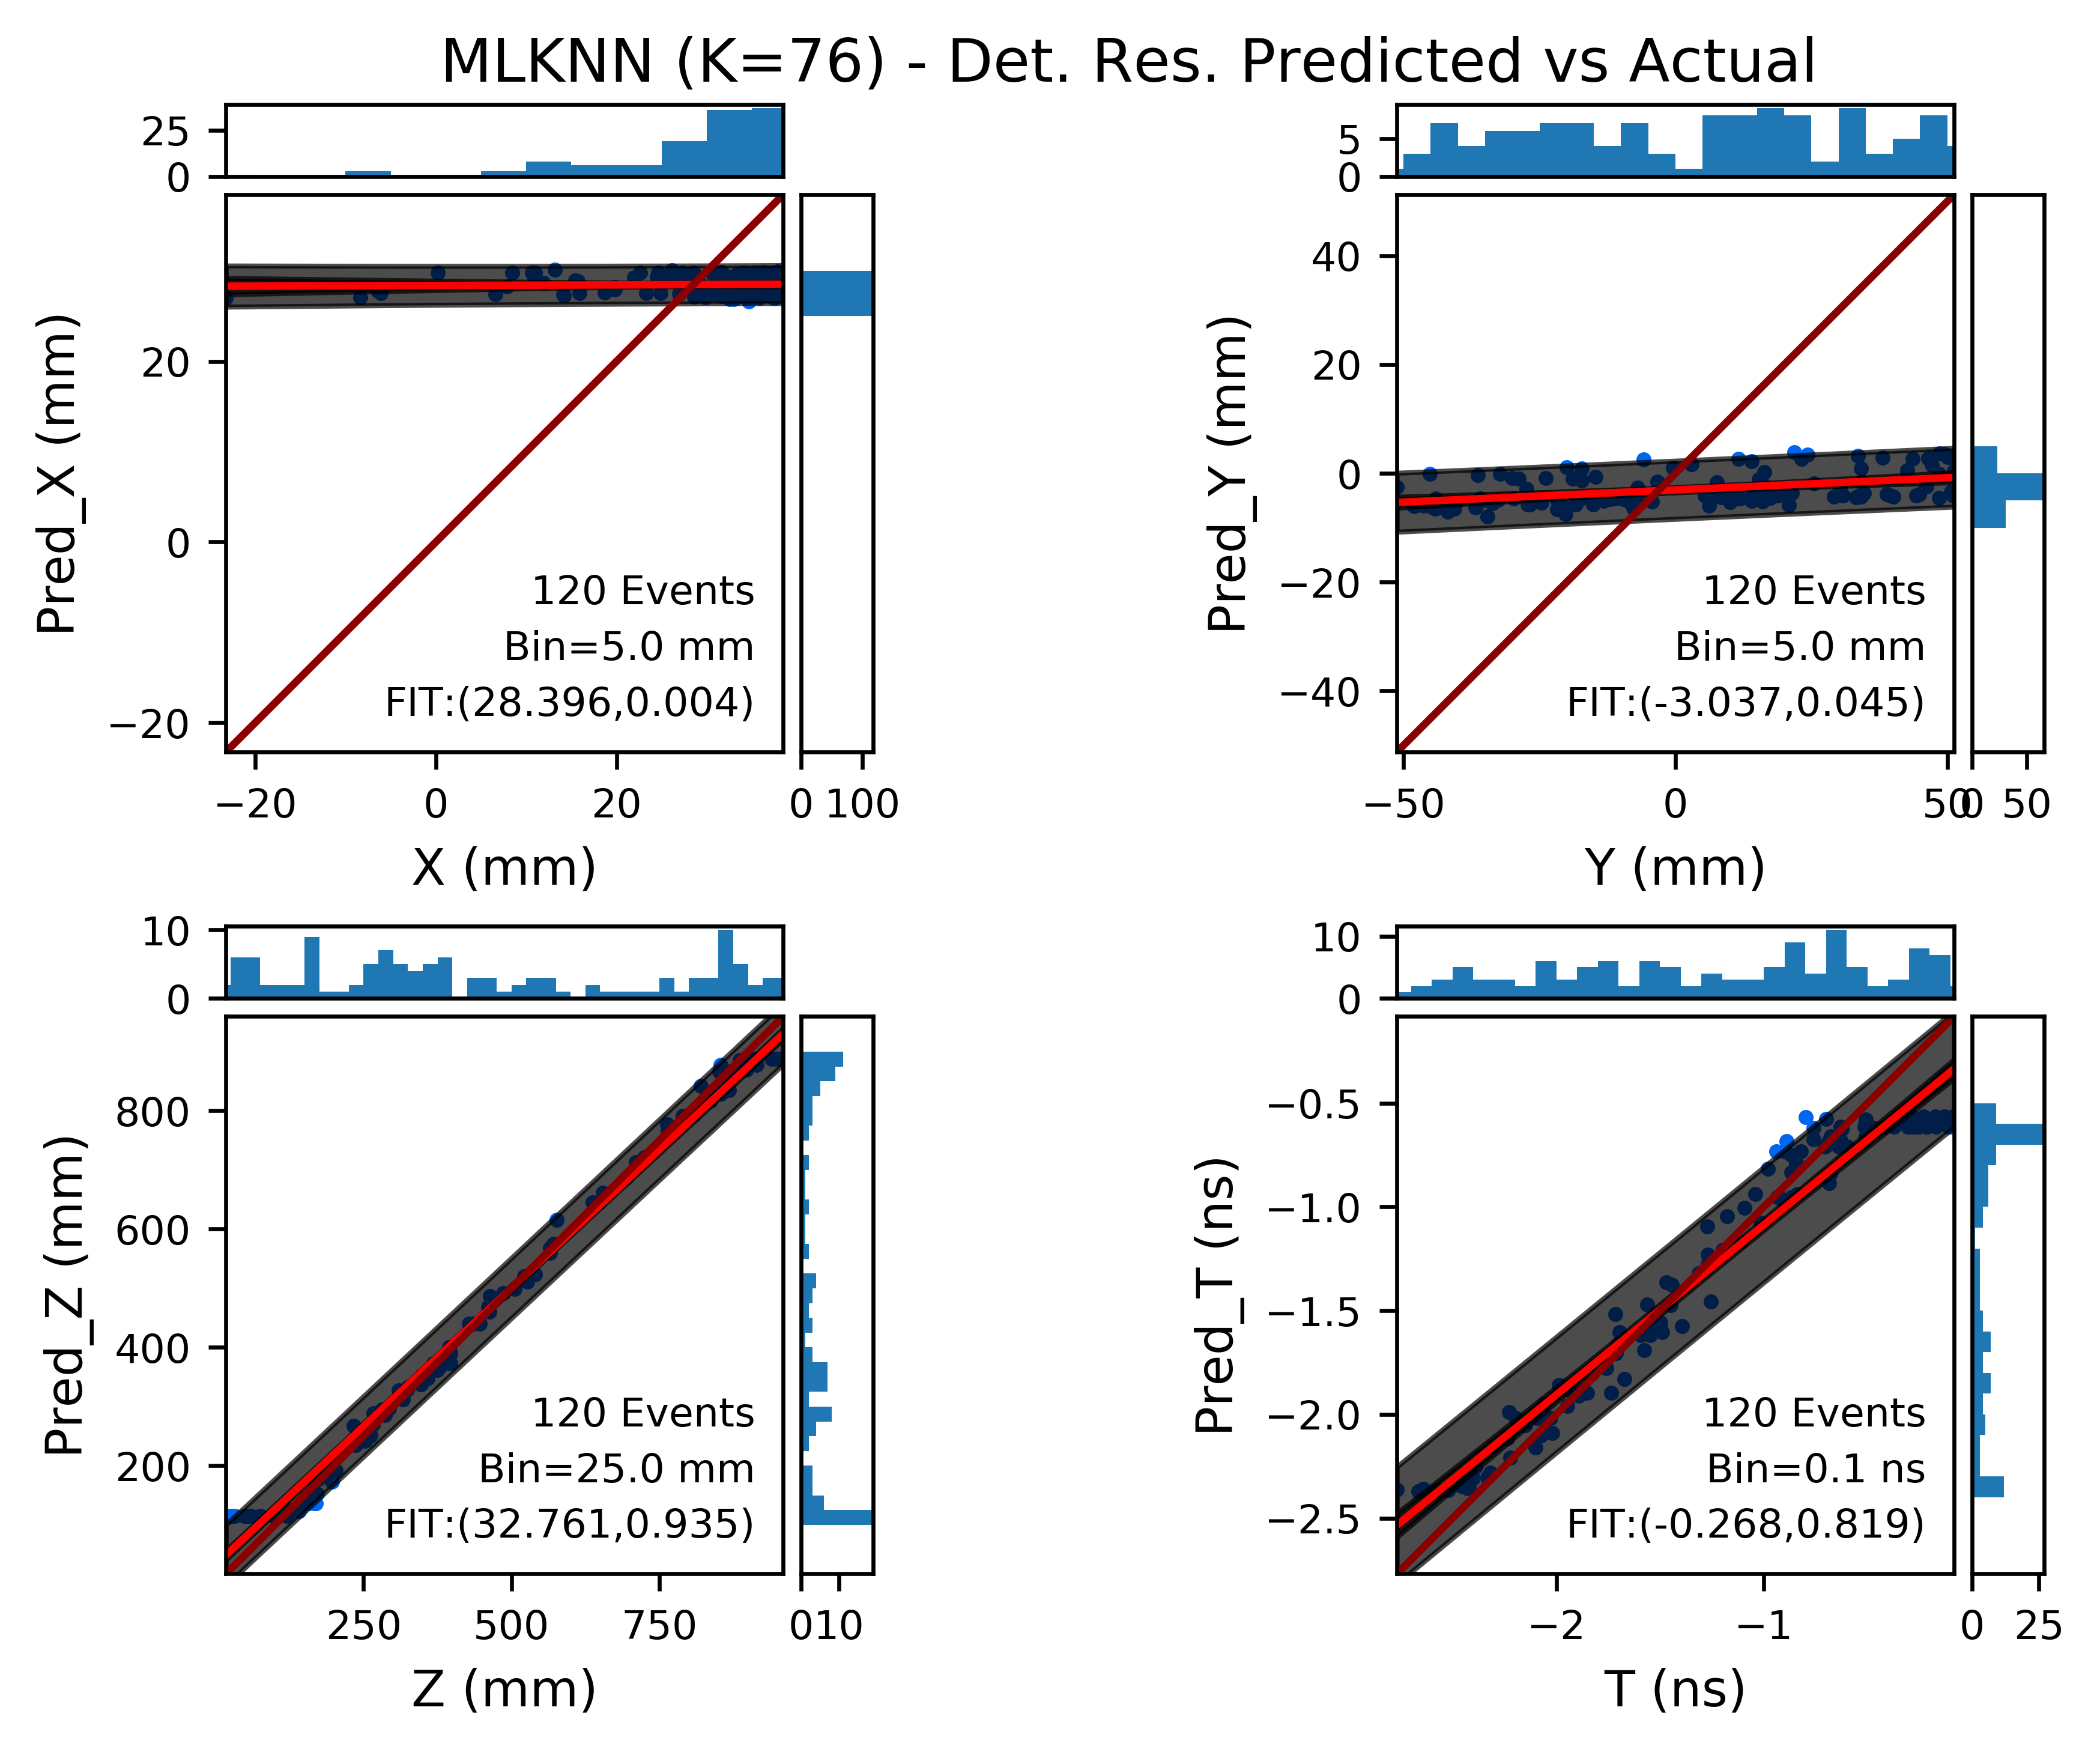 MLKNN (K=76) - Det. Res. Predicted vs Actual
25
0
20
0
−20
Pred_X (mm)
120 Events
Bin=5.0 mm
FIT:(28.396,0.004)
−20 0 20
0 100
X (mm)
5
0
40
20
0
−20
−40
Pred_Y (mm)
120 Events
Bin=5.0 mm
FIT:(-3.037,0.045)
−50 0 50
0 50
Y (mm)
10
0
800
600
400
200
Pred_Z (mm)
120 Events
Bin=25.0 mm
FIT:(32.761,0.935)
250 500 750
0 10
Z (mm)
10
0
−0.5
−1.0
−1.5
−2.0
−2.5
Pred_T (ns)
120 Events
Bin=0.1 ns
FIT:(-0.268,0.819)
−2 −1
0 25
T (ns)